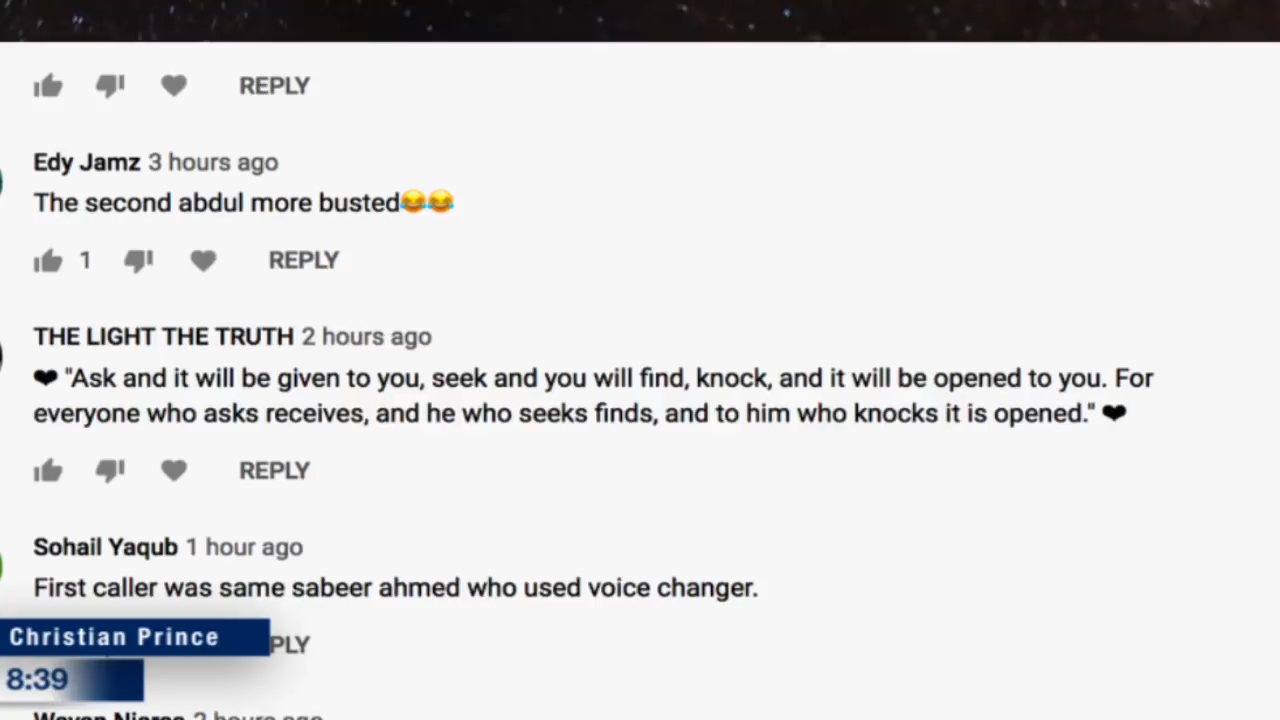 REPLY
Edy Jamz 3 hours ago
The second abdul more busted😂😂
1 REPLY
THE LIGHT THE TRUTH 2 hours ago
❤ "Ask and it will be given to you, seek and you will find, knock, and it will be opened to you. For
everyone who asks receives, and he who seeks finds, and to him who knocks it is opened." ❤
REPLY
Sohail Yaqub 1 hour ago
First caller was same sabeer ahmed who used voice changer.
Christian Prince
PLY
8:39
hours ago